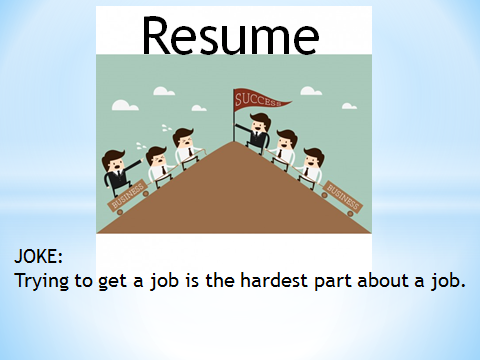 Resume
SUCCESS
BUSINESS
BUSINESS
JOKE:
Trying to get a job is the hardest part about a job.